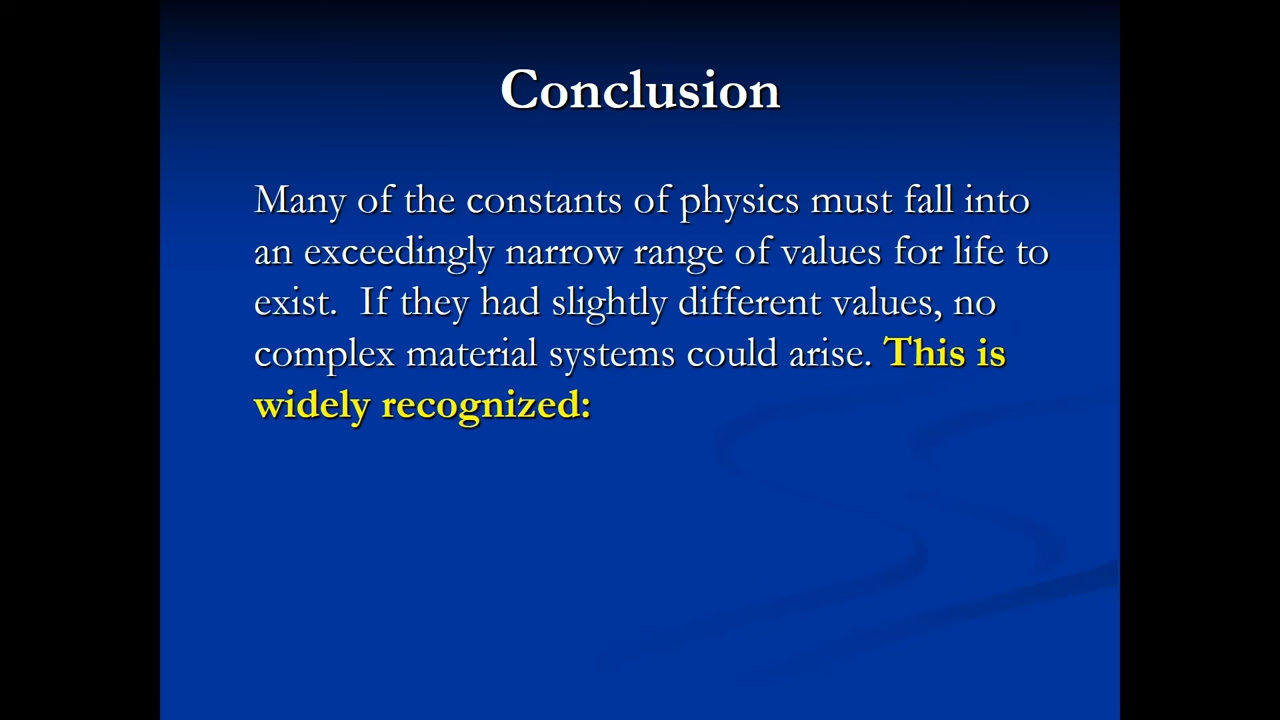 Conclusion
Many of the constants of physics must fall into
an exceedingly narrow range of values for life to
exist.  If they had slightly different values, no
complex material systems could arise. This is
widely recognized: